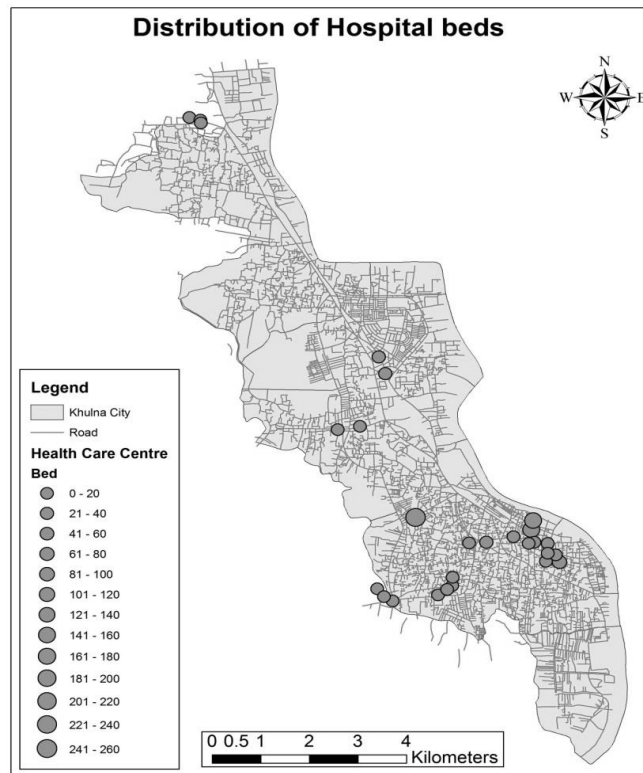 Distribution of Hospital beds
N
W
E
S
Legend
Khulna City
Road
Health Care Centre
Bed
0 - 20
21 - 40
41 - 60
61 - 80
81 - 100
101 - 120
121 - 140
141 - 160
161 - 180
181 - 200
201 - 220
221 - 240
241 - 260
0 0.5 1 2 3 4
Kilometers